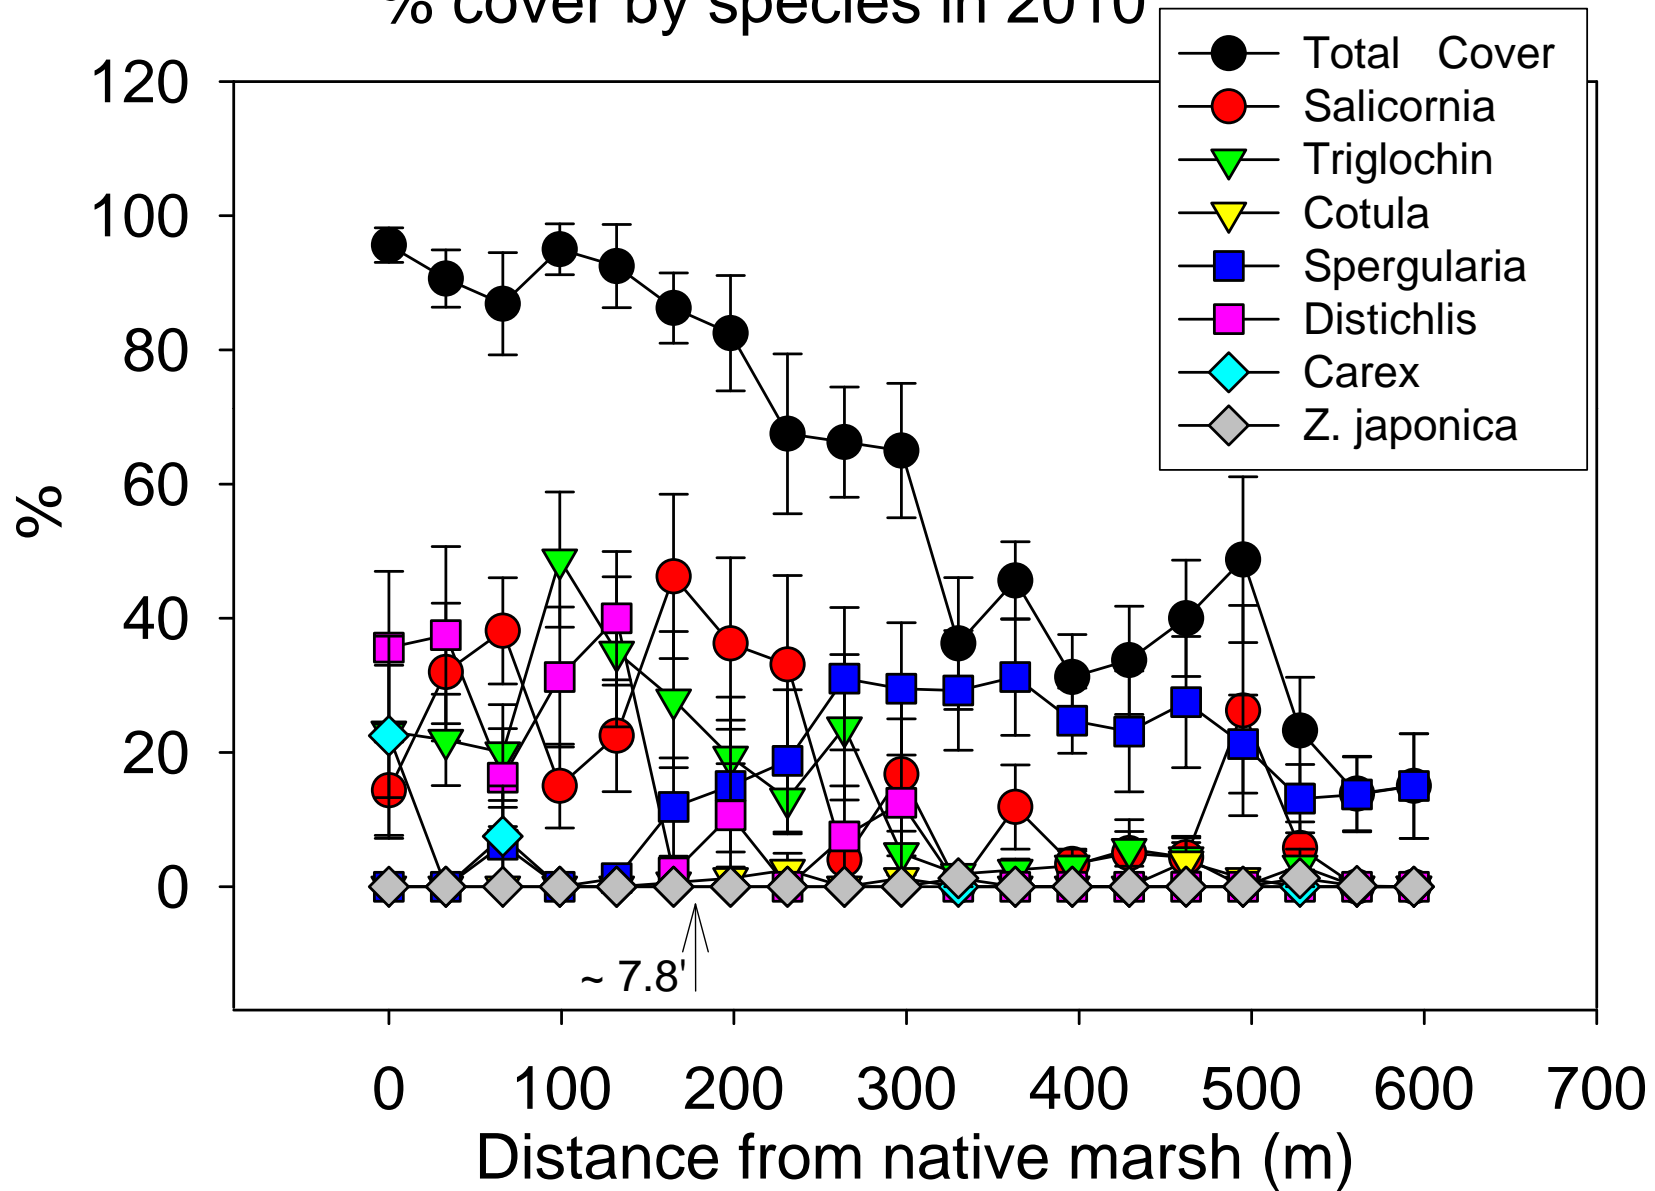 % cover by species in 2010
Total Cover
Salicornia
Triglochin
Cotula
Spergularia
Distichlis
Carex
Z. japonica
120
100
80
60
40
20
0
%
~ 7.8'
0 100 200 300 400 500 600 700
Distance from native marsh (m)